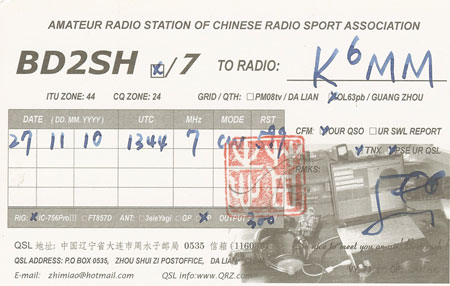 AMATEUR RADIO STATION OF CHINESE RADIO SPORT ASSOCIATION
BD2SH /7 TO RADIO: K6MM
ITU ZONE: 44 CQ ZONE: 24 GRID / QTH: PM08tv / DA LIAN OL63pb / GUANG ZHOU
DATE ( DD. MM. YYYY) UTC MHz MODE RST
27 11 10 1344 7 CW 599
CFM: YOUR QSO UR SWL REPORT
TNX PSE UR QSL
RMKS:
RIG: IC-756ProIII FT857D ANT: 3eleYagi GP OUTPUT: 300
QSL 地址: 中国辽宁省大连市周水子邮局 0535 信箱
QSL ADDRESS: P.O BOX 0535, ZHOU SHUI ZI POSTOFFICE, DA LIAN
E-mail: zhimiao@hotmail.com QSL info:www.QRZ.com